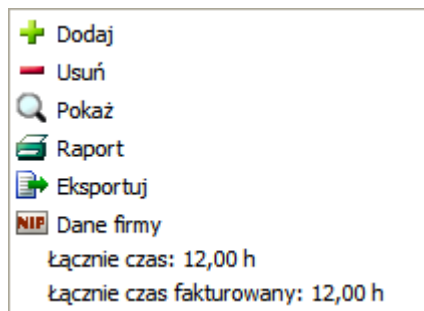 Dodaj
Usuń
Pokaż
Raport
Eksportuj
NIP Dane firmy
Łącznie czas: 12,00 h
Łącznie czas fakturowany: 12,00 h